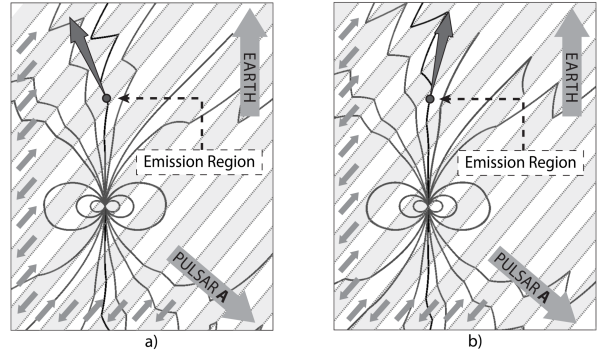 EARTH
Emission Region
PULSAR A
a)
EARTH
Emission Region
PULSAR A
b)